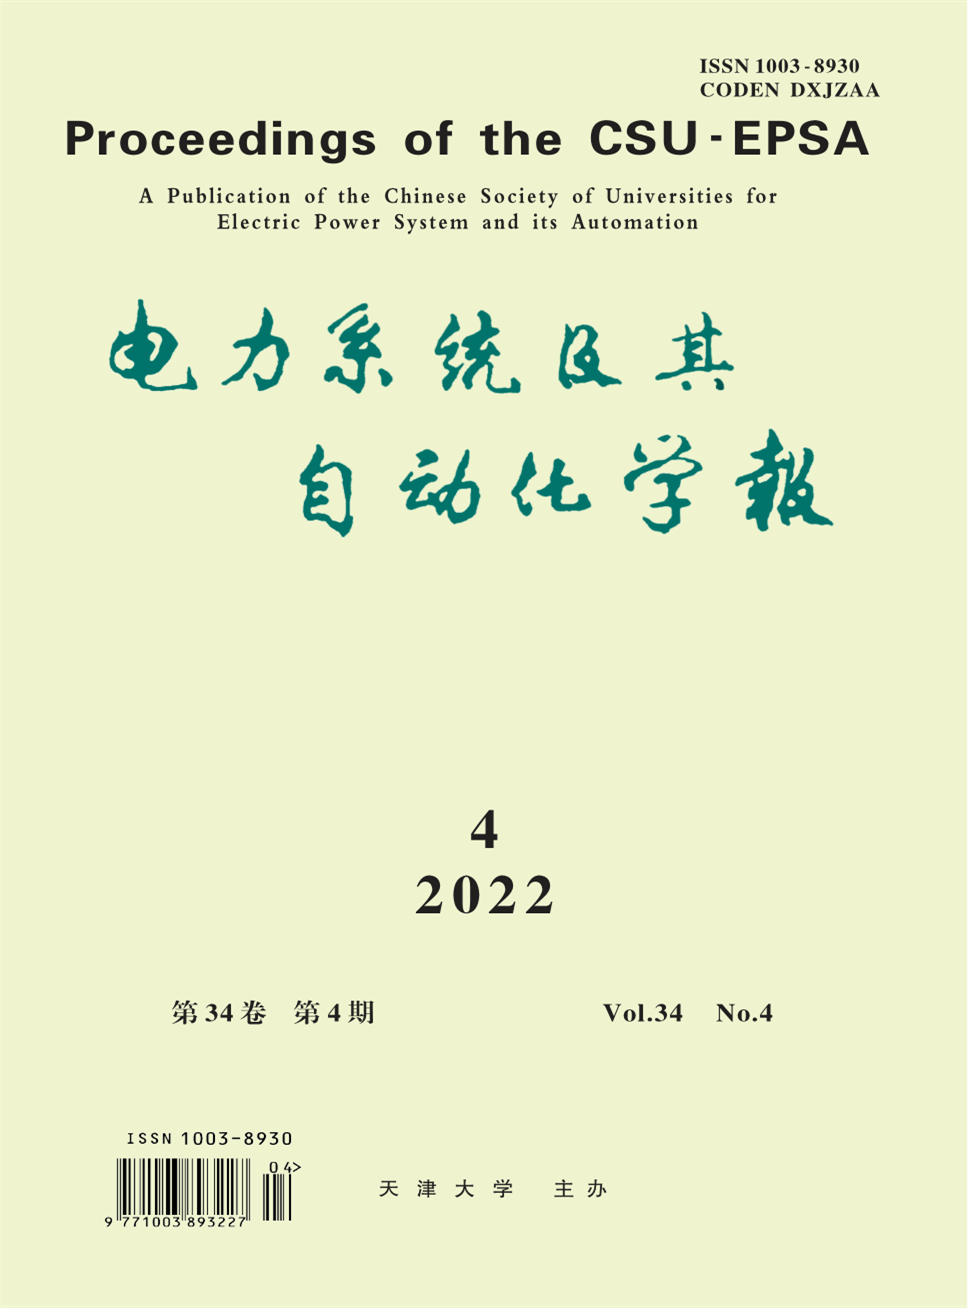 ISSN 1003-8930
CODEN DXJZAA
Proceedings of the CSU-EPSA
A Publication of the Chinese Society of Universities for
Electric Power System and its Automation
电力系统及其
自动化学报
4
2022
第34卷 第4期 Vol.34 No.4
ISSN 1003-8930
04>
9 771003 893227
天津大学 主办